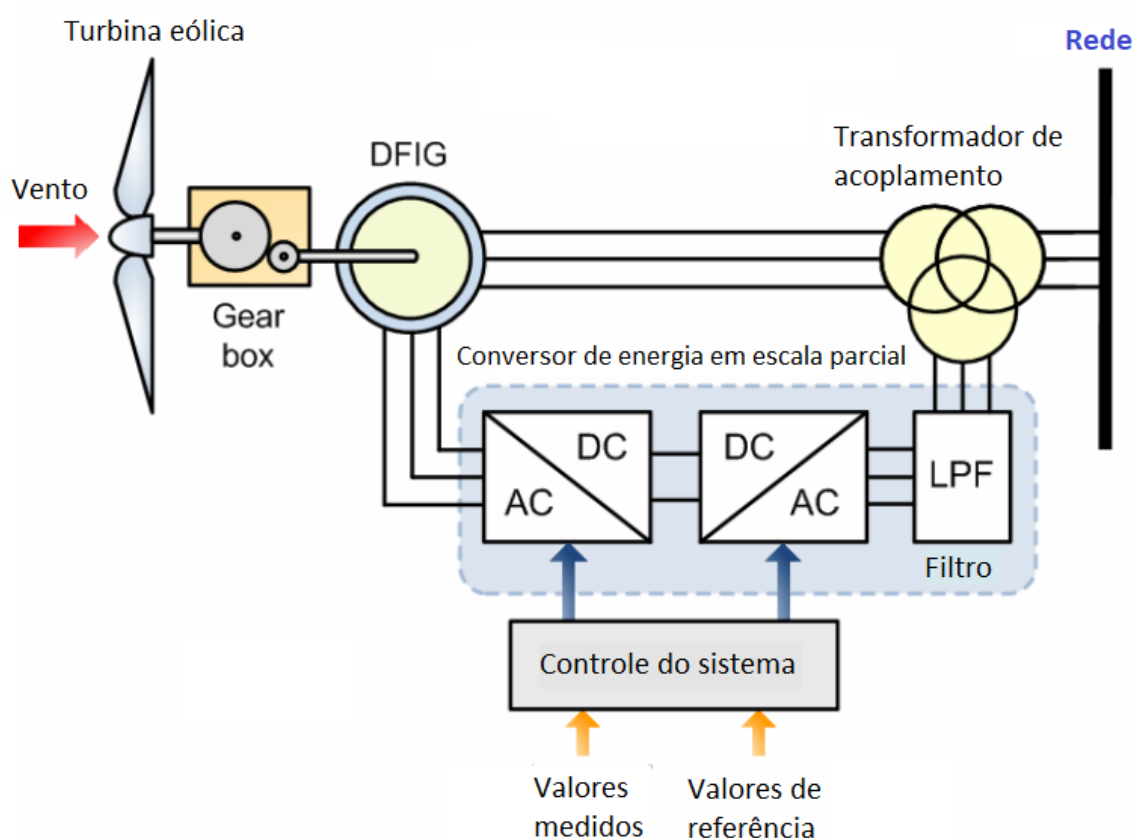 Turbina eólica
Rede
Transformador de
acoplamento
DFIG
Vento
Gear
box
Conversor de energia em escala parcial
DC
AC
DC
AC
LPF
Filtro
Controle do sistema
Valores
medidos
Valores de
referência